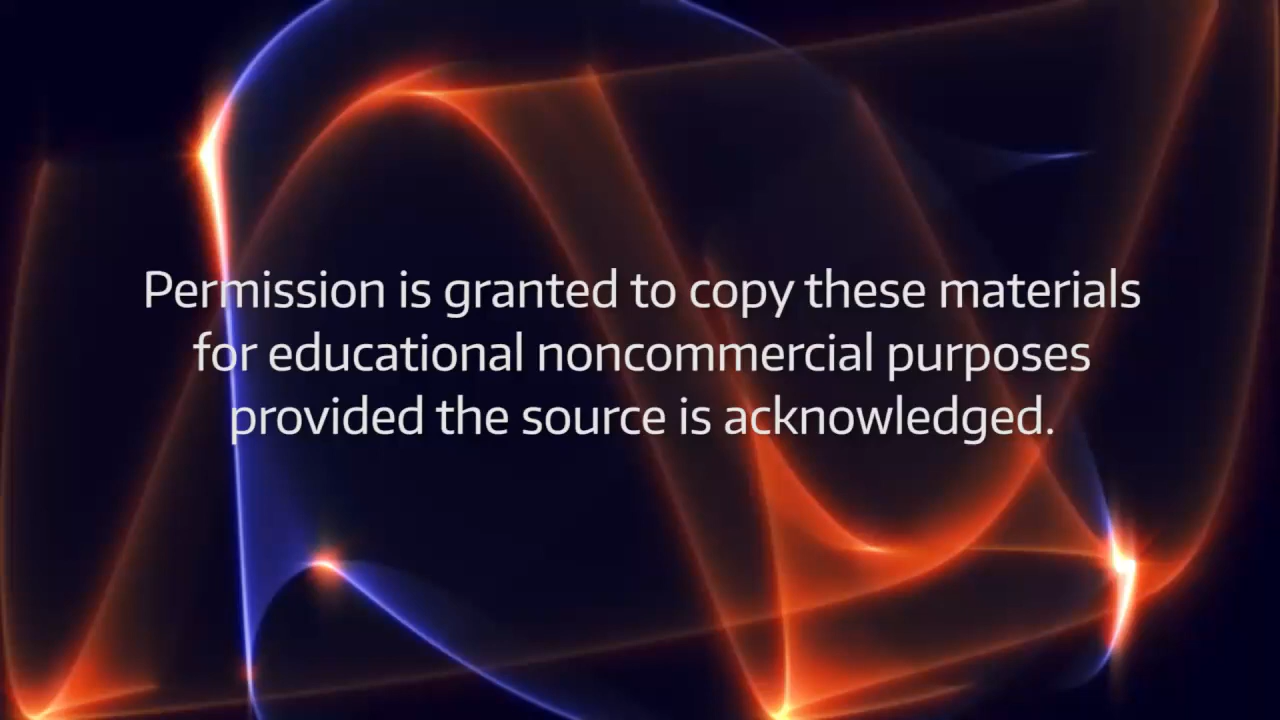 Permission is granted to copy these materials
for educational noncommercial purposes
provided the source is acknowledged.